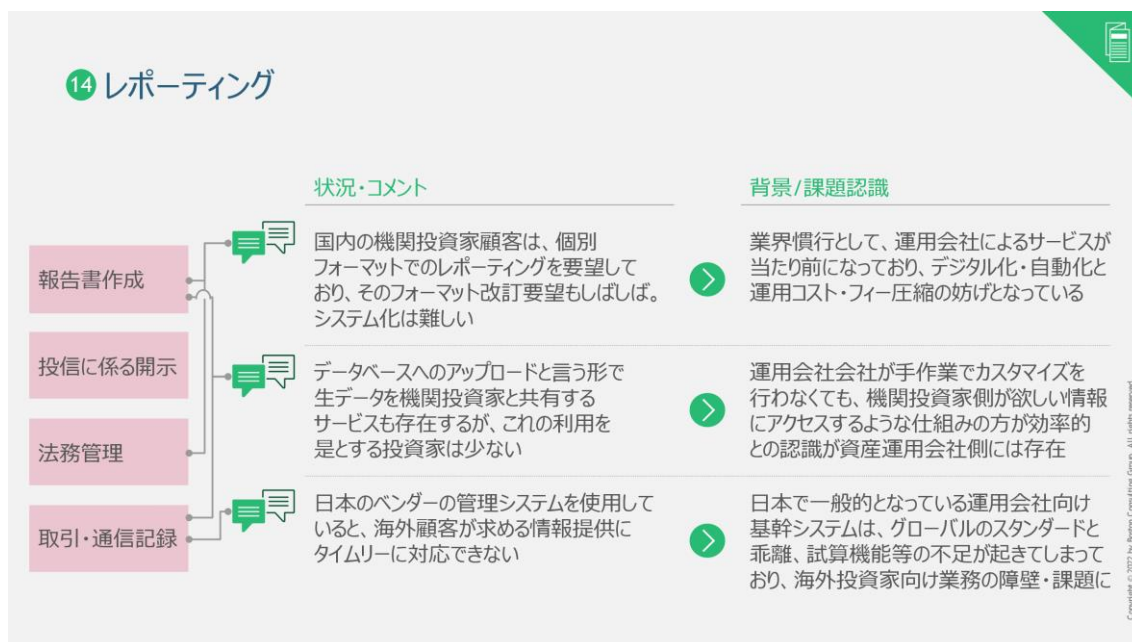 14 レポーティング
状況・コメント
背景/課題認識
報告書作成
投信に係る開示
法務管理
取引・通信記録
国内の機関投資家顧客は、個別
フォーマットでのレポーティングを要望して
おり、そのフォーマット改訂要望もしばしば。
システム化は難しい
業界慣行として、運用会社によるサービスが
当たり前になっており、デジタル化・自動化と
運用コスト・フィー圧縮の妨げとなっている
データベースへのアップロードと言う形で
生データを機関投資家と共有する
サービスも存在するが、これの利用を
是とする投資家は少ない
運用会社会社が手作業でカスタマイズを
行わなくても、機関投資家側が欲しい情報
にアクセスするような仕組みの方が効率的
との認識が資産運用会社側には存在
日本のベンダーの管理システムを使用して
いると、海外顧客が求める情報提供に
タイムリーに対応できない
日本で一般的となっている運用会社向け
基幹システムは、グローバルのスタンダードと
乖離、試算機能等の不足が起きてしまって
おり、海外投資家向け業務の障壁・課題に
Copyright © 2022 by Boston Consulting Group. All rights reserved.